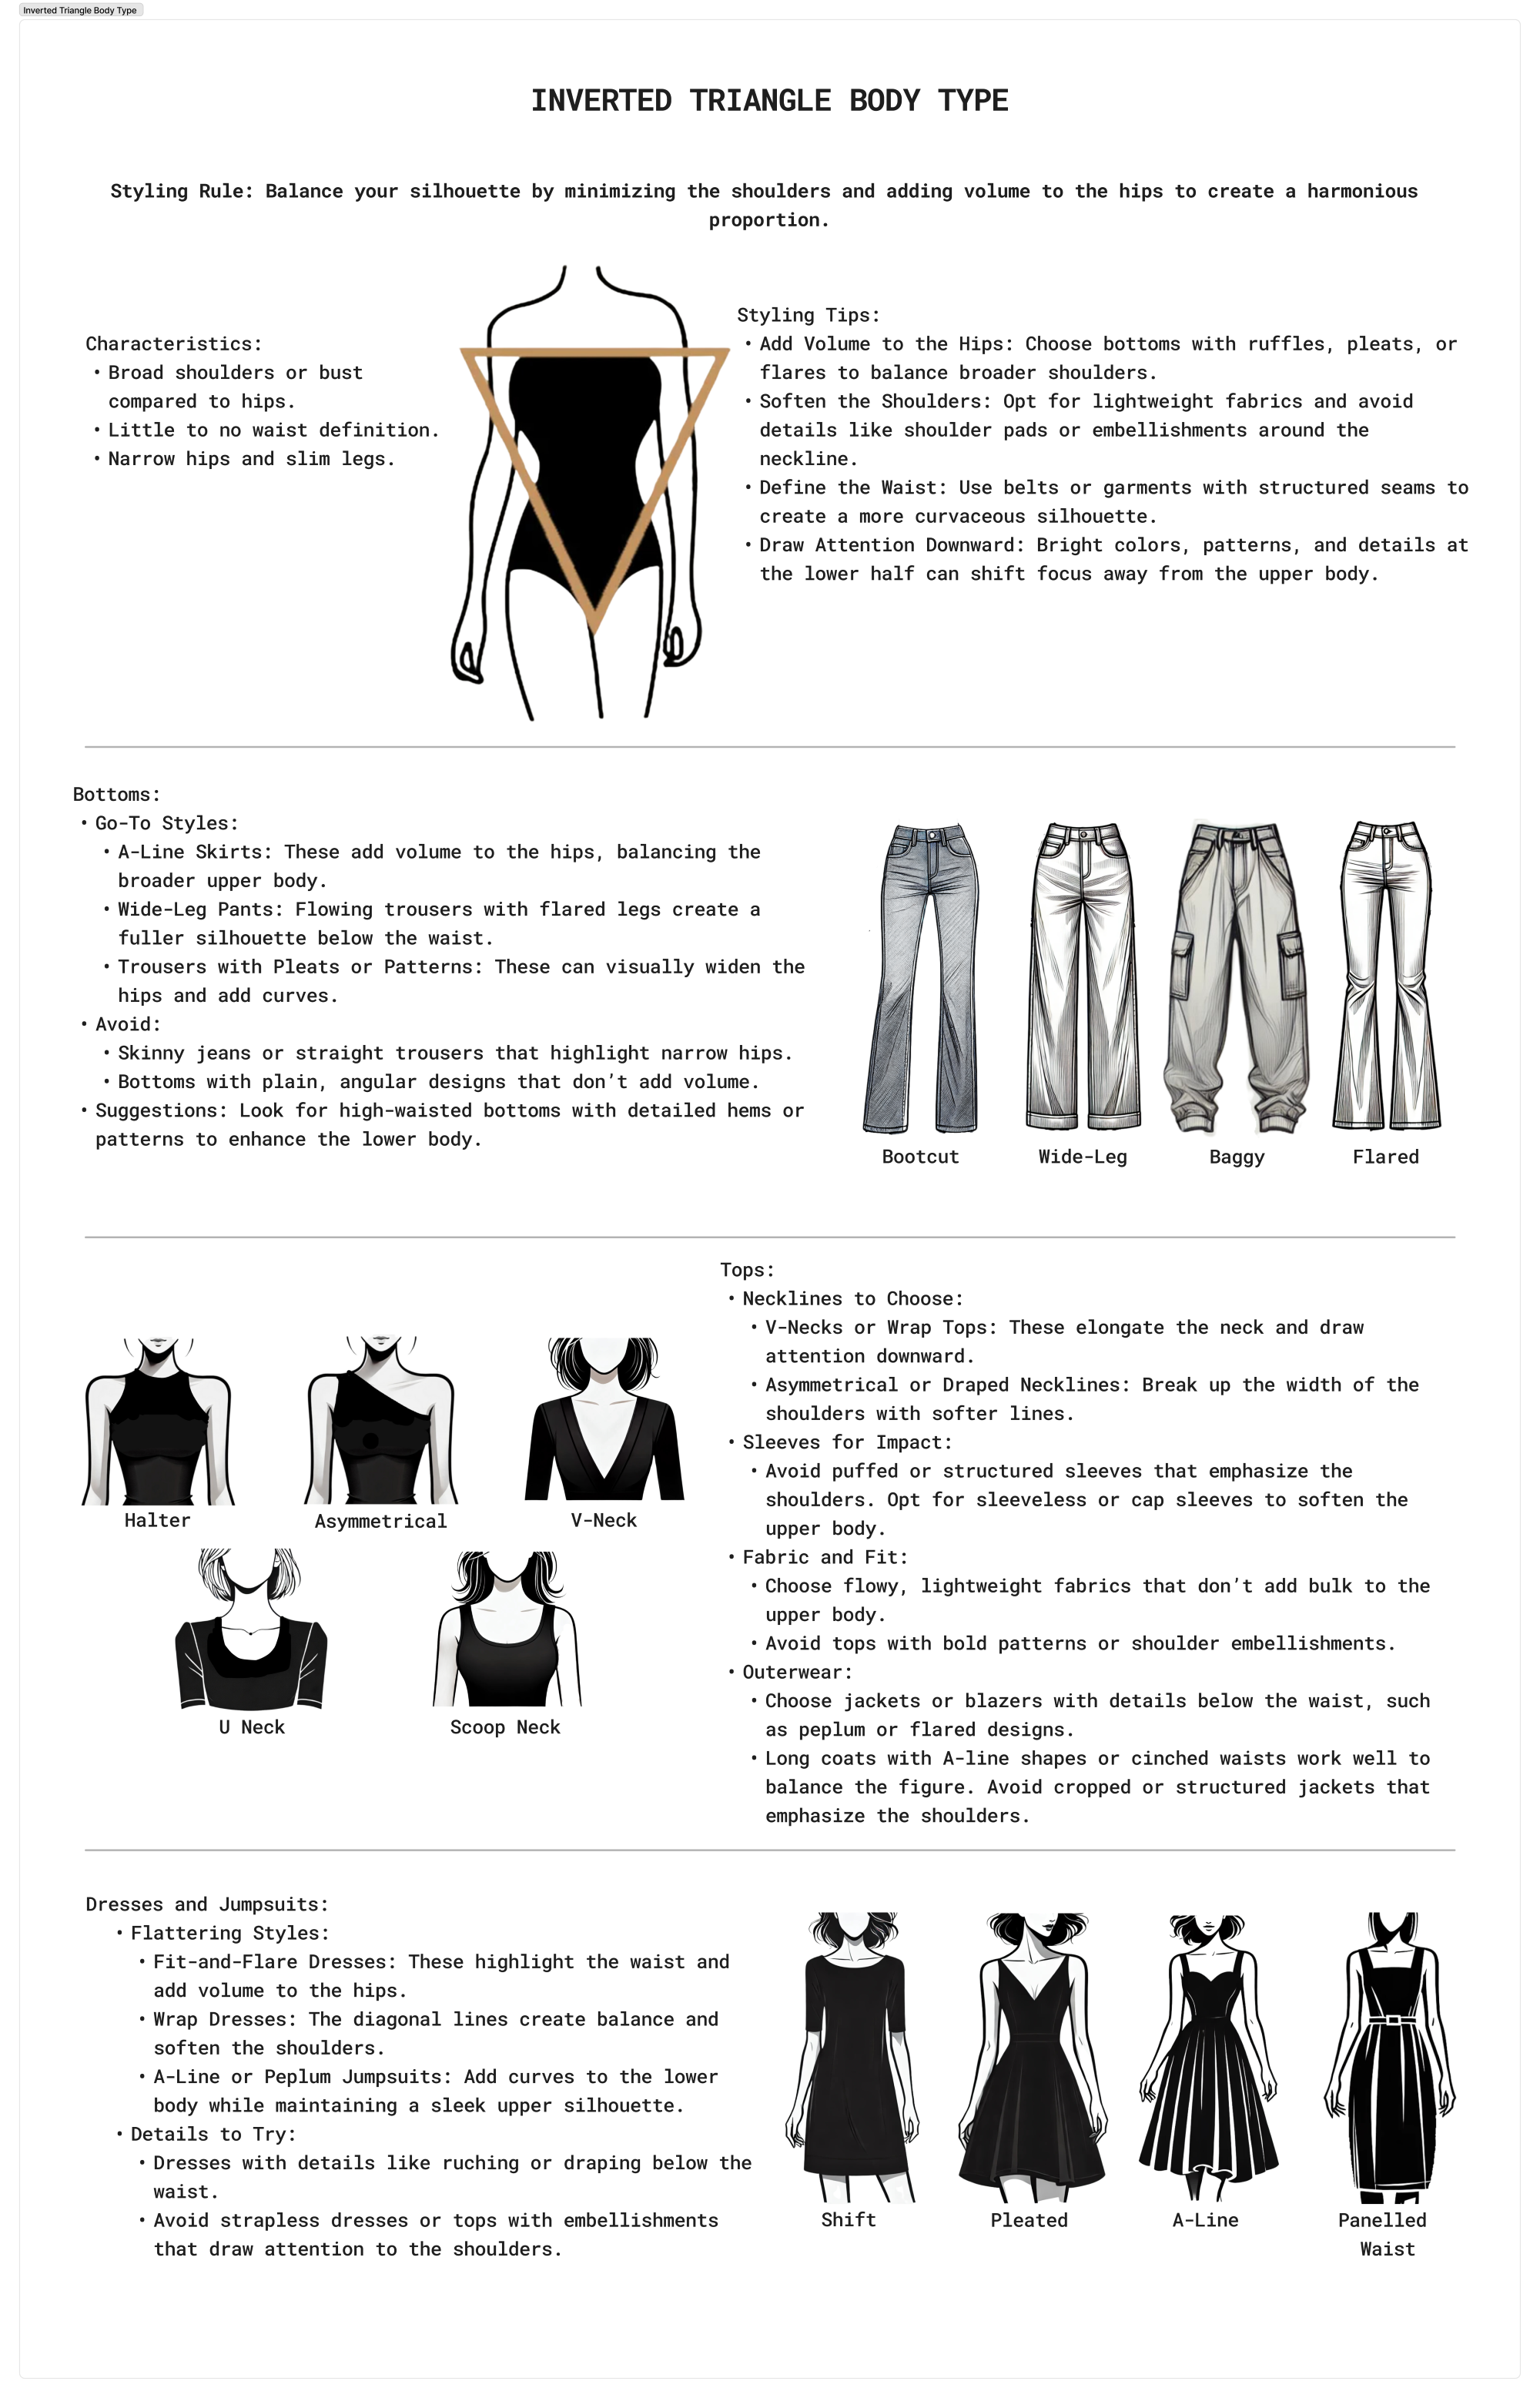 Inverted Triangle Body Type
INVERTED TRIANGLE BODY TYPE
Styling Rule: Balance your silhouette by minimizing the shoulders and adding volume to the hips to create a harmonious
proportion.
Characteristics:
• Broad shoulders or bust
compared to hips.
• Little to no waist definition.
• Narrow hips and slim legs.
Styling Tips:
• Add Volume to the Hips: Choose bottoms with ruffles, pleats, or
flares to balance broader shoulders.
• Soften the Shoulders: Opt for lightweight fabrics and avoid
details like shoulder pads or embellishments around the
neckline.
• Define the Waist: Use belts or garments with structured seams to
create a more curvaceous silhouette.
• Draw Attention Downward: Bright colors, patterns, and details at
the lower half can shift focus away from the upper body.
Bottoms:
• Go-To Styles:
• A-Line Skirts: These add volume to the hips, balancing the
broader upper body.
• Wide-Leg Pants: Flowing trousers with flared legs create a
fuller silhouette below the waist.
• Trousers with Pleats or Patterns: These can visually widen the
hips and add curves.
• Avoid:
• Skinny jeans or straight trousers that highlight narrow hips.
• Bottoms with plain, angular designs that don’t add volume.
• Suggestions: Look for high-waisted bottoms with detailed hems or
patterns to enhance the lower body.
Bootcut
Wide-Leg
Baggy
Flared
Halter
Asymmetrical
V-Neck
U Neck
Scoop Neck
Tops:
• Necklines to Choose:
• V-Necks or Wrap Tops: These elongate the neck and draw
attention downward.
• Asymmetrical or Draped Necklines: Break up the width of the
shoulders with softer lines.
• Sleeves for Impact:
• Avoid puffed or structured sleeves that emphasize the
shoulders. Opt for sleeveless or cap sleeves to soften the
upper body.
• Fabric and Fit:
• Choose flowy, lightweight fabrics that don’t add bulk to the
upper body.
• Avoid tops with bold patterns or shoulder embellishments.
• Outerwear:
• Choose jackets or blazers with details below the waist, such
as peplum or flared designs.
• Long coats with A-line shapes or cinched waists work well to
balance the figure. Avoid cropped or structured jackets that
emphasize the shoulders.
Dresses and Jumpsuits:
• Flattering Styles:
• Fit-and-Flare Dresses: These highlight the waist and
add volume to the hips.
• Wrap Dresses: The diagonal lines create balance and
soften the shoulders.
• A-Line or Peplum Jumpsuits: Add curves to the lower
body while maintaining a sleek upper silhouette.
• Details to Try:
• Dresses with details like ruching or draping below the
waist.
• Avoid strapless dresses or tops with embellishments
that draw attention to the shoulders.
Shift
Pleated
A-Line
Panelled
Waist